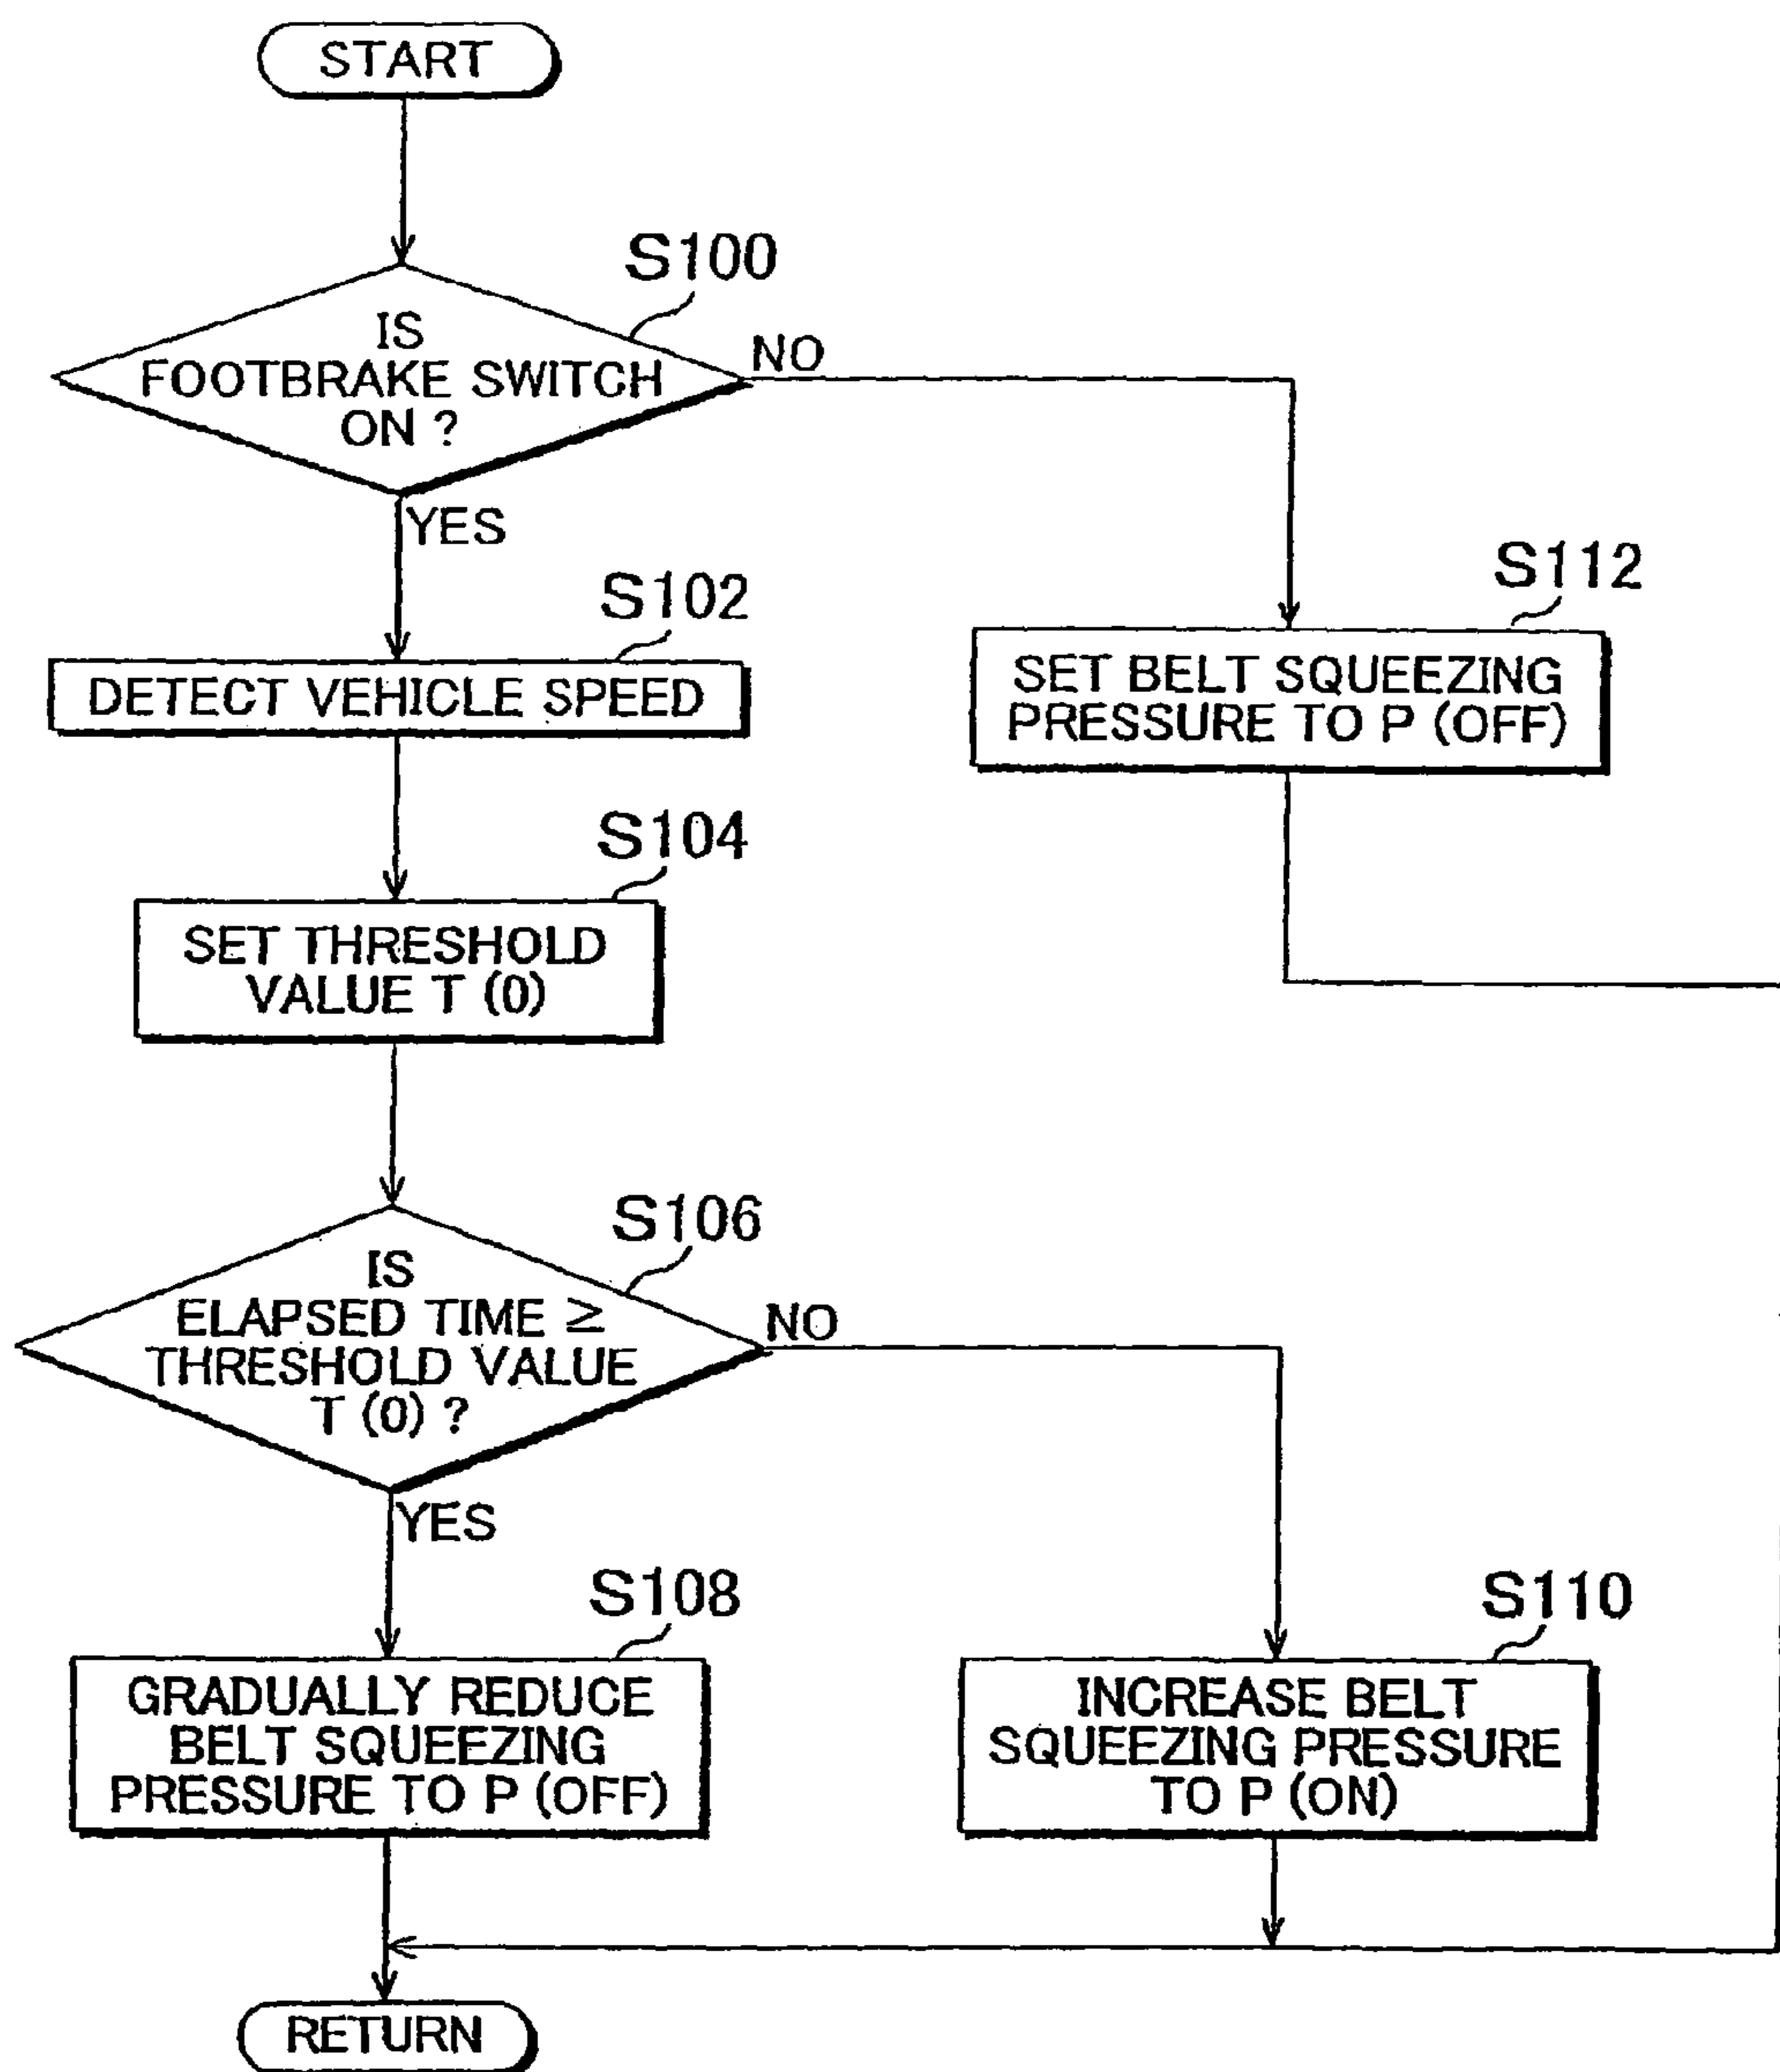 START
S100
IS
FOOTBRAKE SWITCH
ON ?
NO
YES
S102
DETECT VEHICLE SPEED
S112
SET BELT SQUEEZING
PRESSURE TO P (OFF)
S104
SET THRESHOLD
VALUE T (0)
S106
IS
ELAPSED TIME ≥
THRESHOLD VALUE
T (0) ?
NO
YES
S108
GRADUALLY REDUCE
BELT SQUEEZING
PRESSURE TO P (OFF)
S110
INCREASE BELT
SQUEEZING PRESSURE
TO P (ON)
RETURN